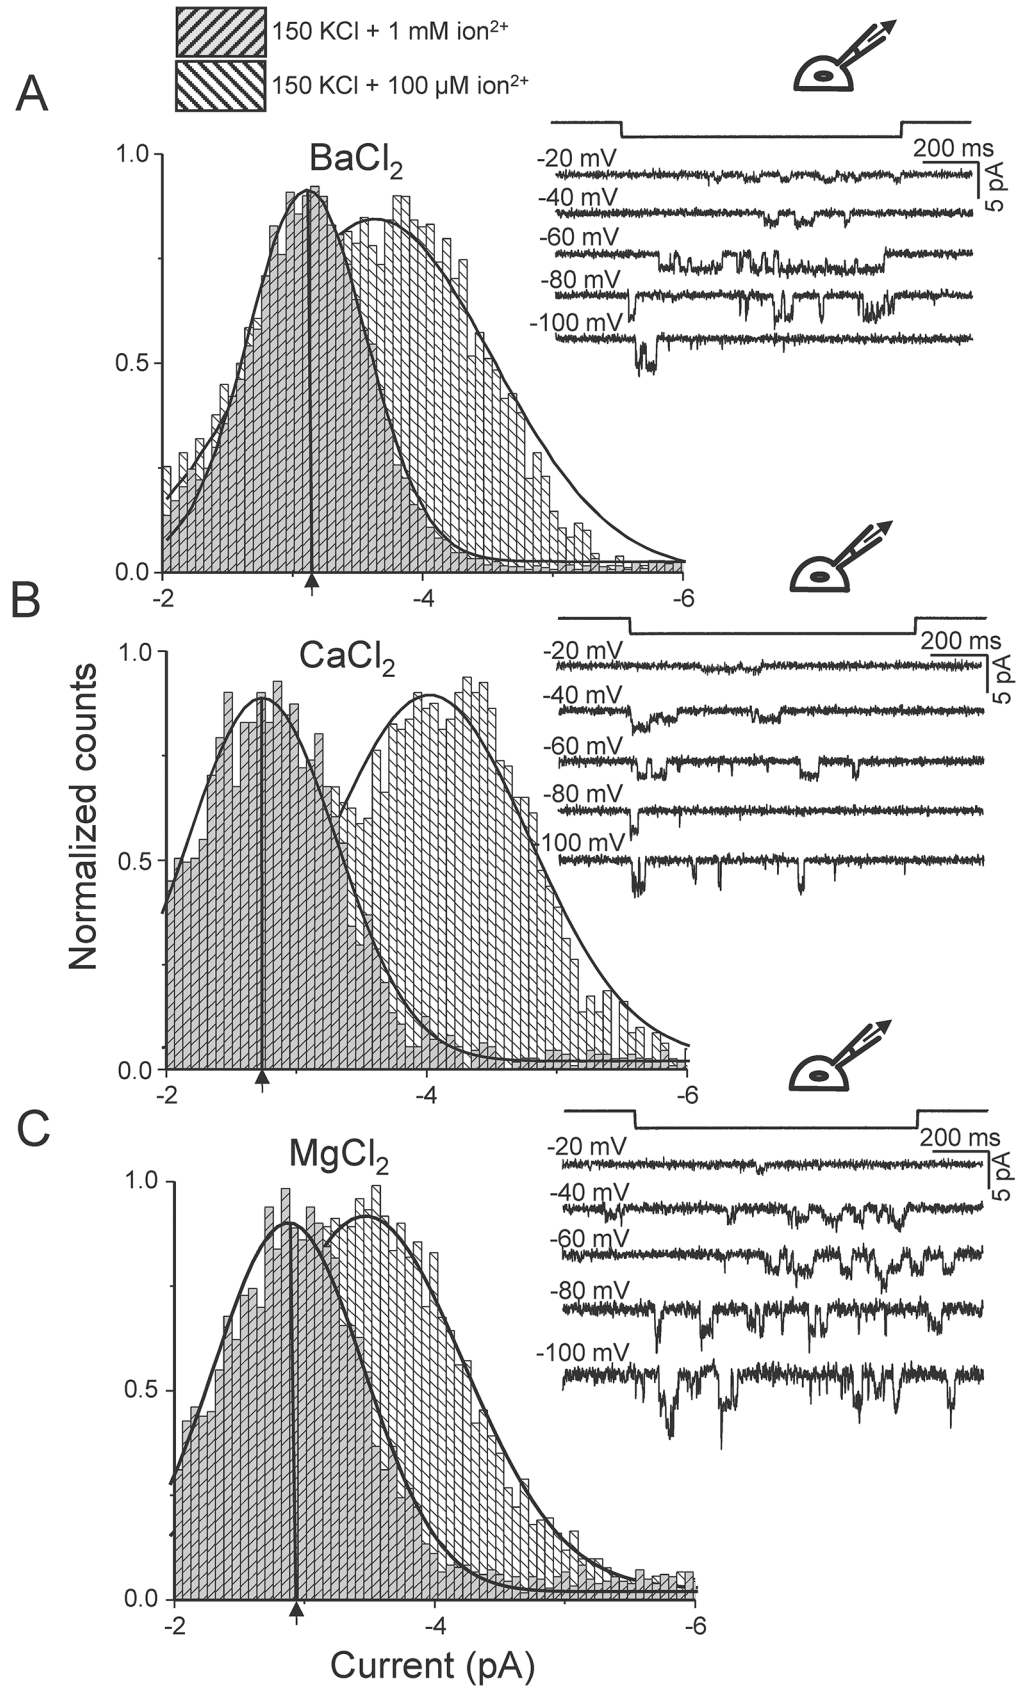 150 KCl + 1 mM ion²⁺
150 KCl + 100 µM ion²⁺
A
BaCl₂
1.0
0.5
0.0
-2
-4
-6
200 ms
5 pA
-20 mV
-40 mV
-60 mV
-80 mV
-100 mV
B
CaCl₂
Normalized counts
1.0
0.5
0.0
-2
-4
-6
200 ms
5 pA
-20 mV
-40 mV
-60 mV
-80 mV
-100 mV
C
MgCl₂
1.0
0.5
0.0
-2
-4
-6
Current (pA)
200 ms
5 pA
-20 mV
-40 mV
-60 mV
-80 mV
-100 mV